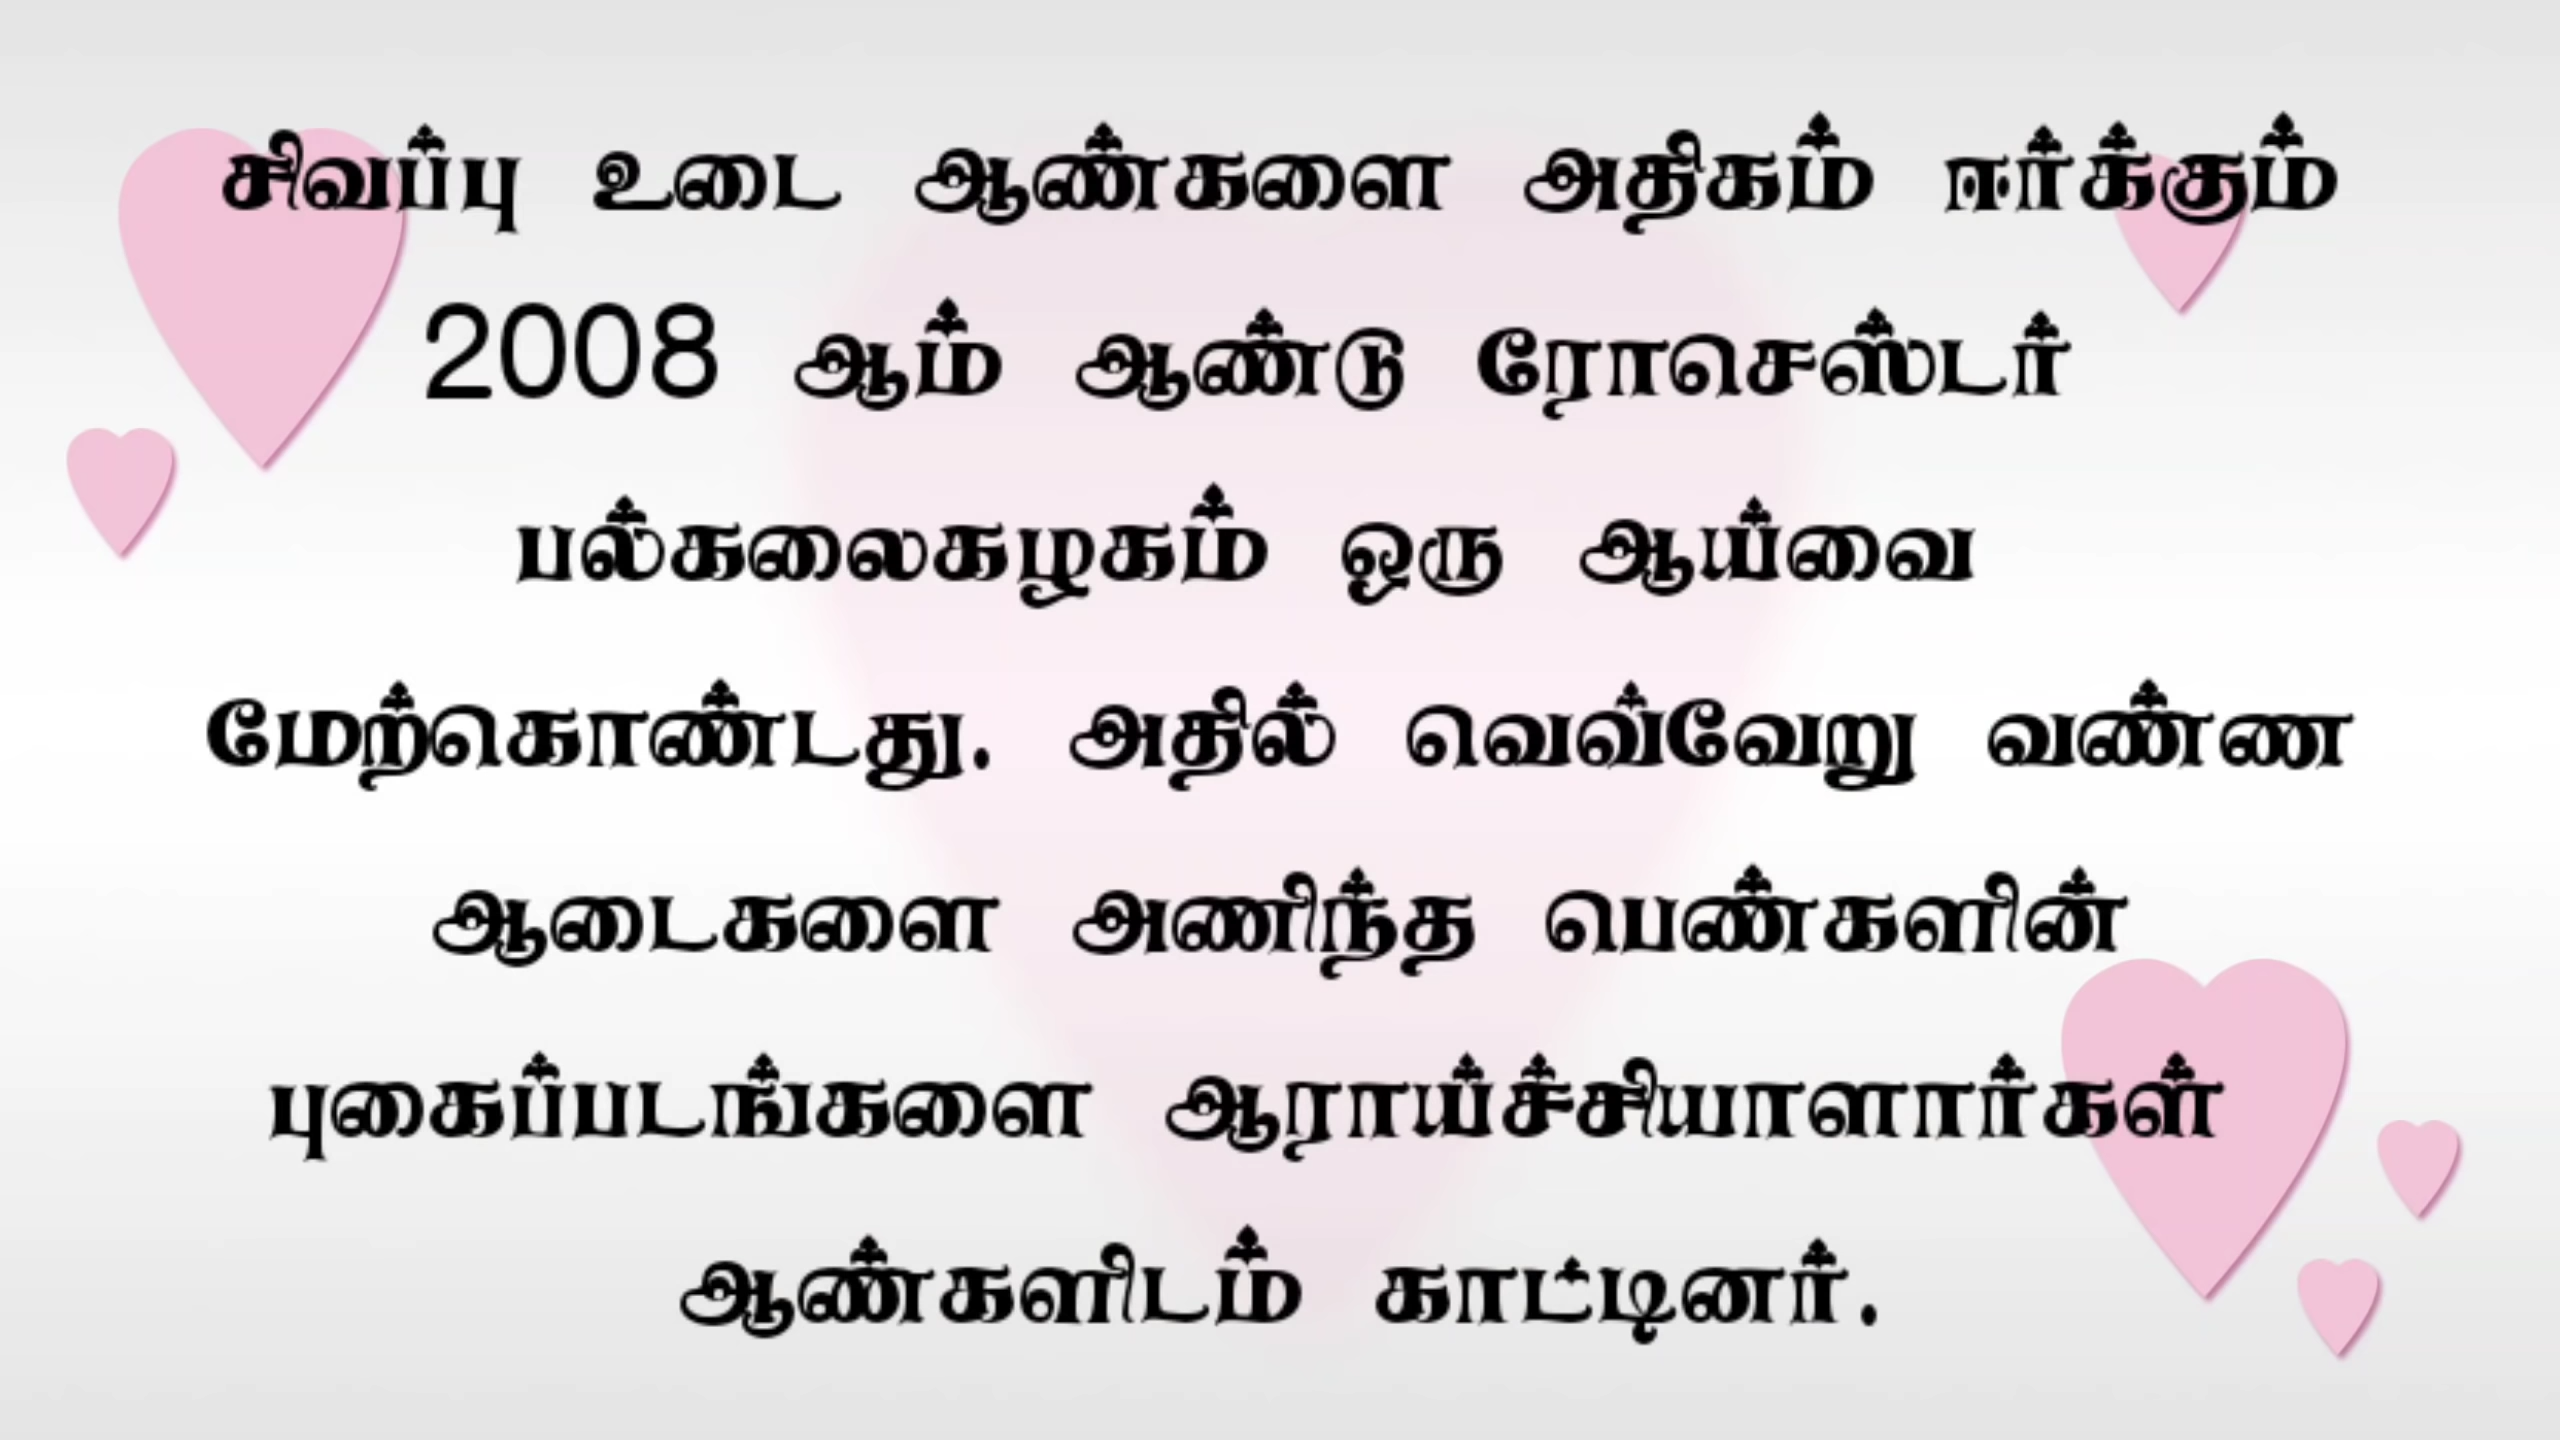 சிவப்பு உடை ஆண்களை அதிகம் ஈர்க்கும்
2008 ஆம் ஆண்டு ரோசெஸ்டர்
பல்கலைகழகம் ஒரு ஆய்வை
மேற்கொண்டது. அதில் வெவ்வேறு வண்ண
ஆடைகளை அணிந்த பெண்களின்
புகைப்படங்களை ஆராய்ச்சியாளார்கள்
ஆண்களிடம் காட்டினர்.